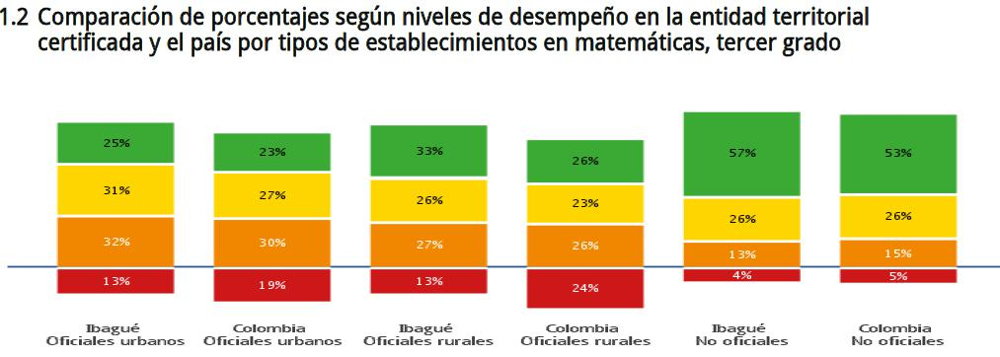 1.2 Comparación de porcentajes según niveles de desempeño en la entidad territorial
certificada y el país por tipos de establecimientos en matemáticas, tercer grado
25% 23% 33% 26% 57% 53%
31% 27% 26% 23% 26% 26%
32% 30% 27% 26% 13% 15%
13% 19% 13% 24% 4% 5%
Ibagué Colombia Ibagué Colombia Ibagué Colombia
Oficiales urbanos Oficiales urbanos Oficiales rurales Oficiales rurales No oficiales No oficiales